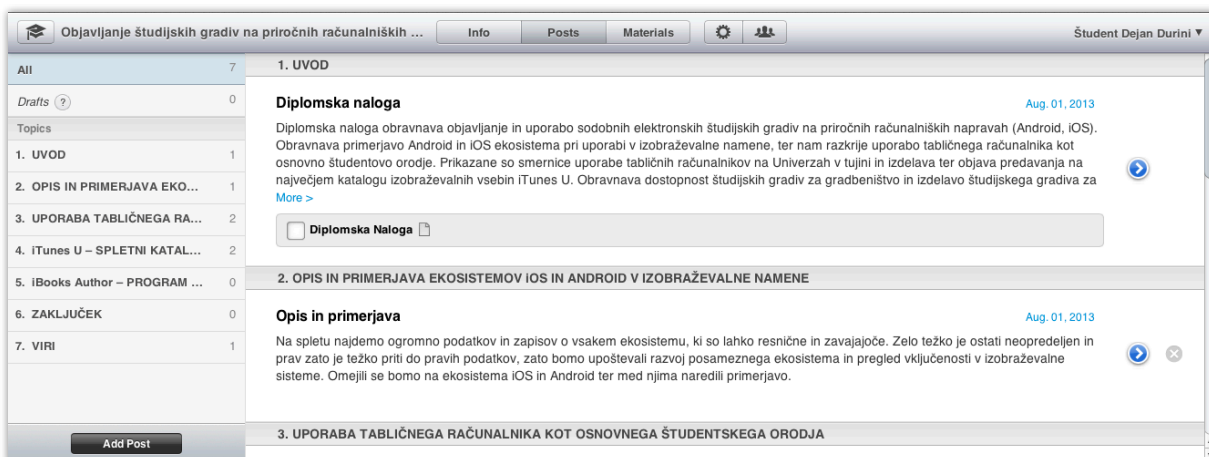 Objavljanje študijskih gradiv na priročnih računalniških ...
Info
Posts
Materials
Študent Dejan Durini ▼
All 7
Drafts ? 0
Topics
1. UVOD 1
2. OPIS IN PRIMERJAVA EKO... 1
3. UPORABA TABLIČNEGA RA... 2
4. iTunes U – SPLETNI KATAL... 2
5. iBooks Author – PROGRAM ... 0
6. ZAKLJUČEK 0
7. VIRI 1
Add Post
1. UVOD
Diplomska naloga Aug. 01, 2013
Diplomska naloga obravnava objavljanje in uporabo sodobnih elektronskih študijskih gradiv na priročnih računalniških napravah (Android, iOS).
Obravnava primerjavo Android in iOS ekosistema pri uporabi v izobraževalne namene, ter nam razkrije uporabo tabličnega računalnika kot
osnovno študentovo orodje. Prikazane so smernice uporabe tabličnih računalnikov na Univerzah v tujini in izdelava ter objava predavanja na
največjem katalogu izobraževalnih vsebin iTunes U. Obravnava dostopnost študijskih gradiv za gradbeništvo in izdelavo študijskega gradiva za
More >
Diplomska Naloga
2. OPIS IN PRIMERJAVA EKOSISTEMOV iOS IN ANDROID V IZOBRAŽEVALNE NAMENE
Opis in primerjava Aug. 01, 2013
Na spletu najdemo ogromno podatkov in zapisov o vsakem ekosistemu, ki so lahko resnične in zavajajoče. Zelo težko je ostati neopredeljen in
prav zato je težko priti do pravih podatkov, zato bomo upoštevali razvoj posameznega ekosistema in pregled vključenosti v izobraževalne
sisteme. Omejili se bomo na ekosistema iOS in Android ter med njima naredili primerjavo.
3. UPORABA TABLIČNEGA RAČUNALNIKA KOT OSNOVNEGA ŠTUDENTSKEGA ORODJA